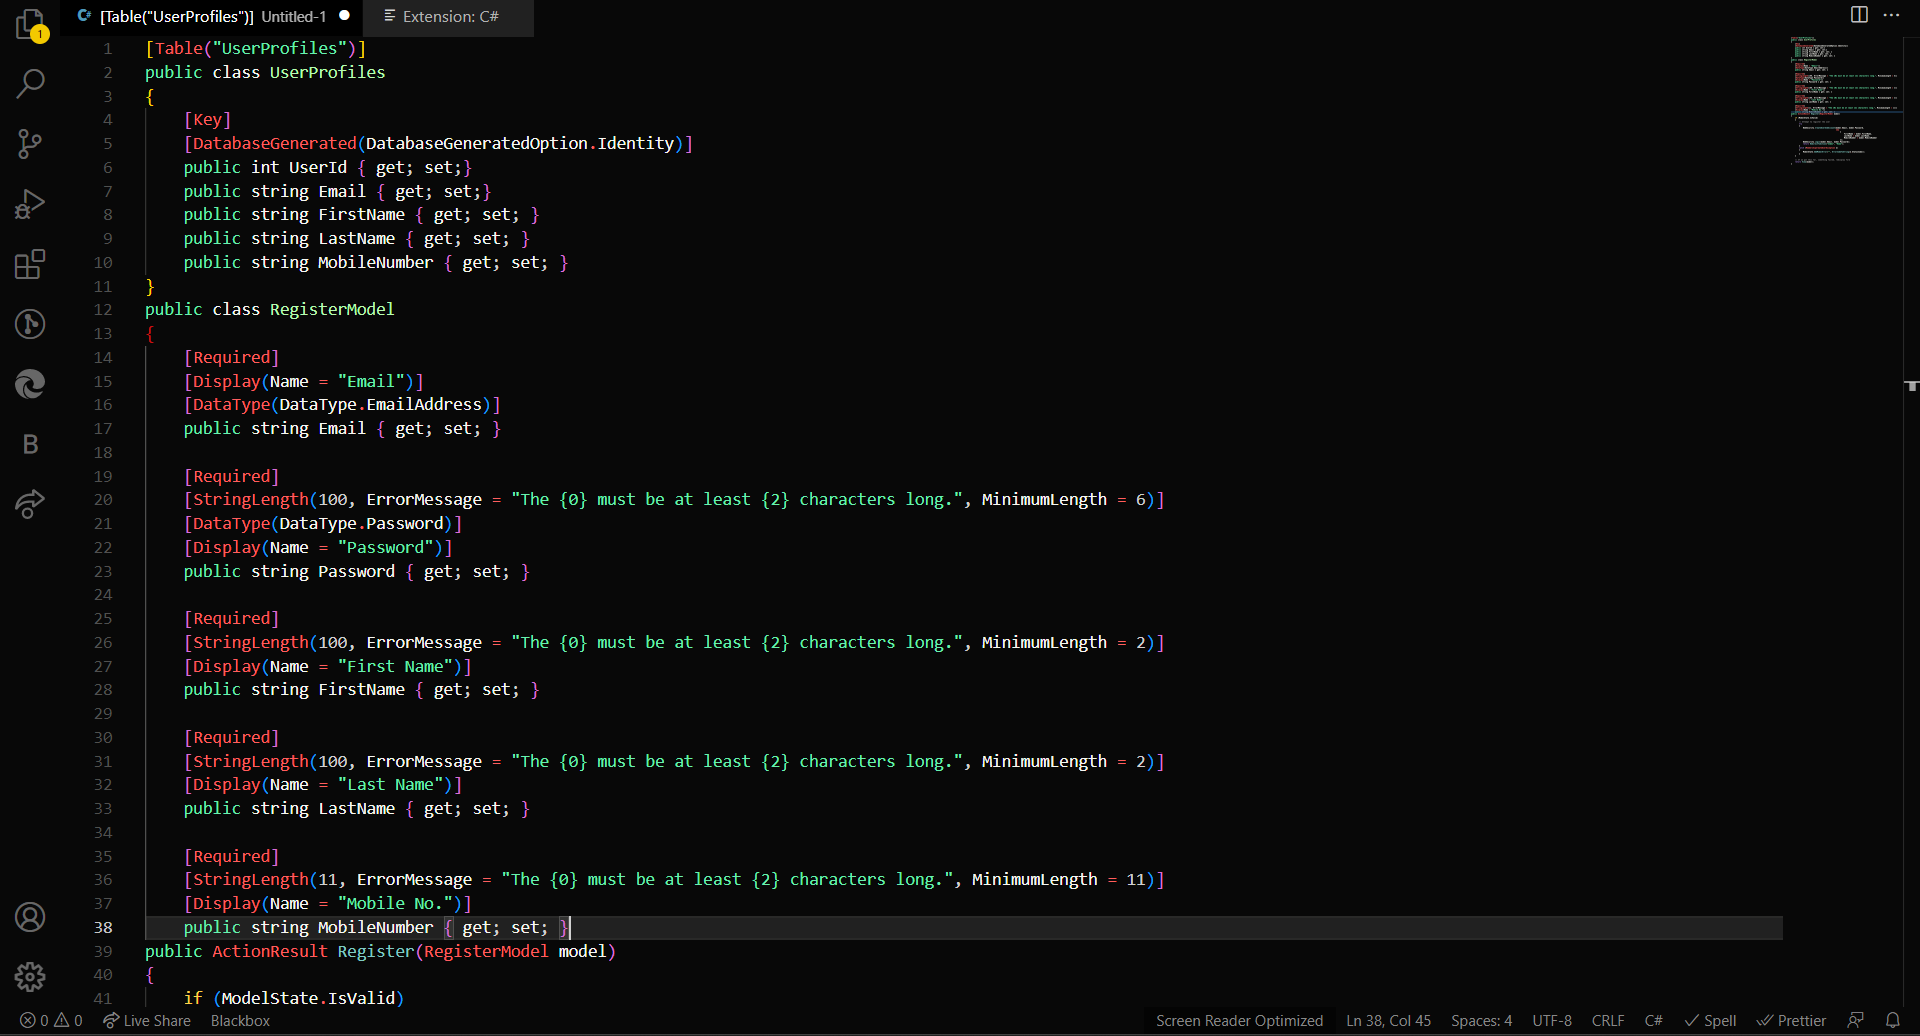 [Table("UserProfiles")] Untitled-1 Extension: C#
1
1 [Table("UserProfiles")]
2 public class UserProfiles
3 {
4 [Key]
5 [DatabaseGenerated(DatabaseGeneratedOption.Identity)]
6 public int UserId { get; set;}
7 public string Email { get; set;}
8 public string FirstName { get; set; }
9 public string LastName { get; set; }
10 public string MobileNumber { get; set; }
11 }
12 public class RegisterModel
13 {
14 [Required]
15 [Display(Name = "Email")]
16 [DataType(DataType.EmailAddress)]
17 public string Email { get; set; }
18
19 [Required]
20 [StringLength(100, ErrorMessage = "The {0} must be at least {2} characters long.", MinimumLength = 6)]
21 [DataType(DataType.Password)]
22 [Display(Name = "Password")]
23 public string Password { get; set; }
24
25 [Required]
26 [StringLength(100, ErrorMessage = "The {0} must be at least {2} characters long.", MinimumLength = 2)]
27 [Display(Name = "First Name")]
28 public string FirstName { get; set; }
29
30 [Required]
31 [StringLength(100, ErrorMessage = "The {0} must be at least {2} characters long.", MinimumLength = 2)]
32 [Display(Name = "Last Name")]
33 public string LastName { get; set; }
34
35 [Required]
36 [StringLength(11, ErrorMessage = "The {0} must be at least {2} characters long.", MinimumLength = 11)]
37 [Display(Name = "Mobile No.")]
38 public string MobileNumber { get; set; }
39 public ActionResult Register(RegisterModel model)
40 {
41 if (ModelState.IsValid)
B
0 0 Live Share Blackbox Screen Reader Optimized Ln 38, Col 45 Spaces: 4 UTF-8 CRLF C# Spell Prettier